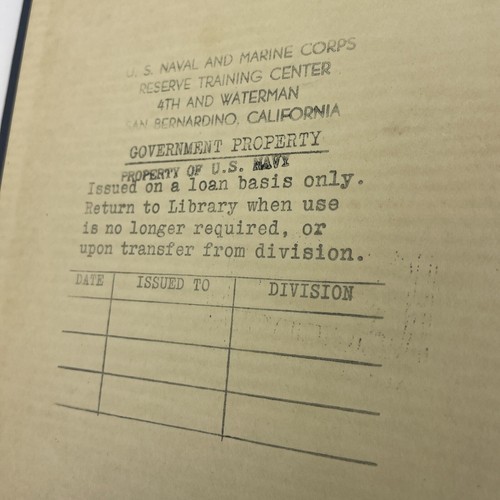 U. S. NAVAL AND MARINE CORPS
RESERVE TRAINING CENTER
4TH AND WATERMAN
SAN BERNARDINO, CALIFORNIA
GOVERNMENT PROPERTY
PROPERTY OF U.S. NAVY
Issued on a loan basis only.
Return to Library when use
is no longer required, or
upon transfer from division.
DATE ISSUED TO DIVISION